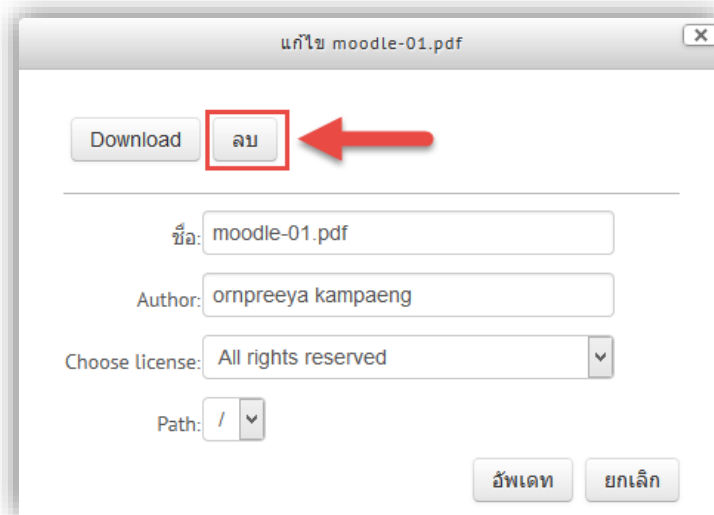 แก้ไข moodle-01.pdf
Download ลบ
ชื่อ: moodle-01.pdf
Author: ornpreeya kampaeng
Choose license: All rights reserved
Path: /
อัพเดท ยกเลิก